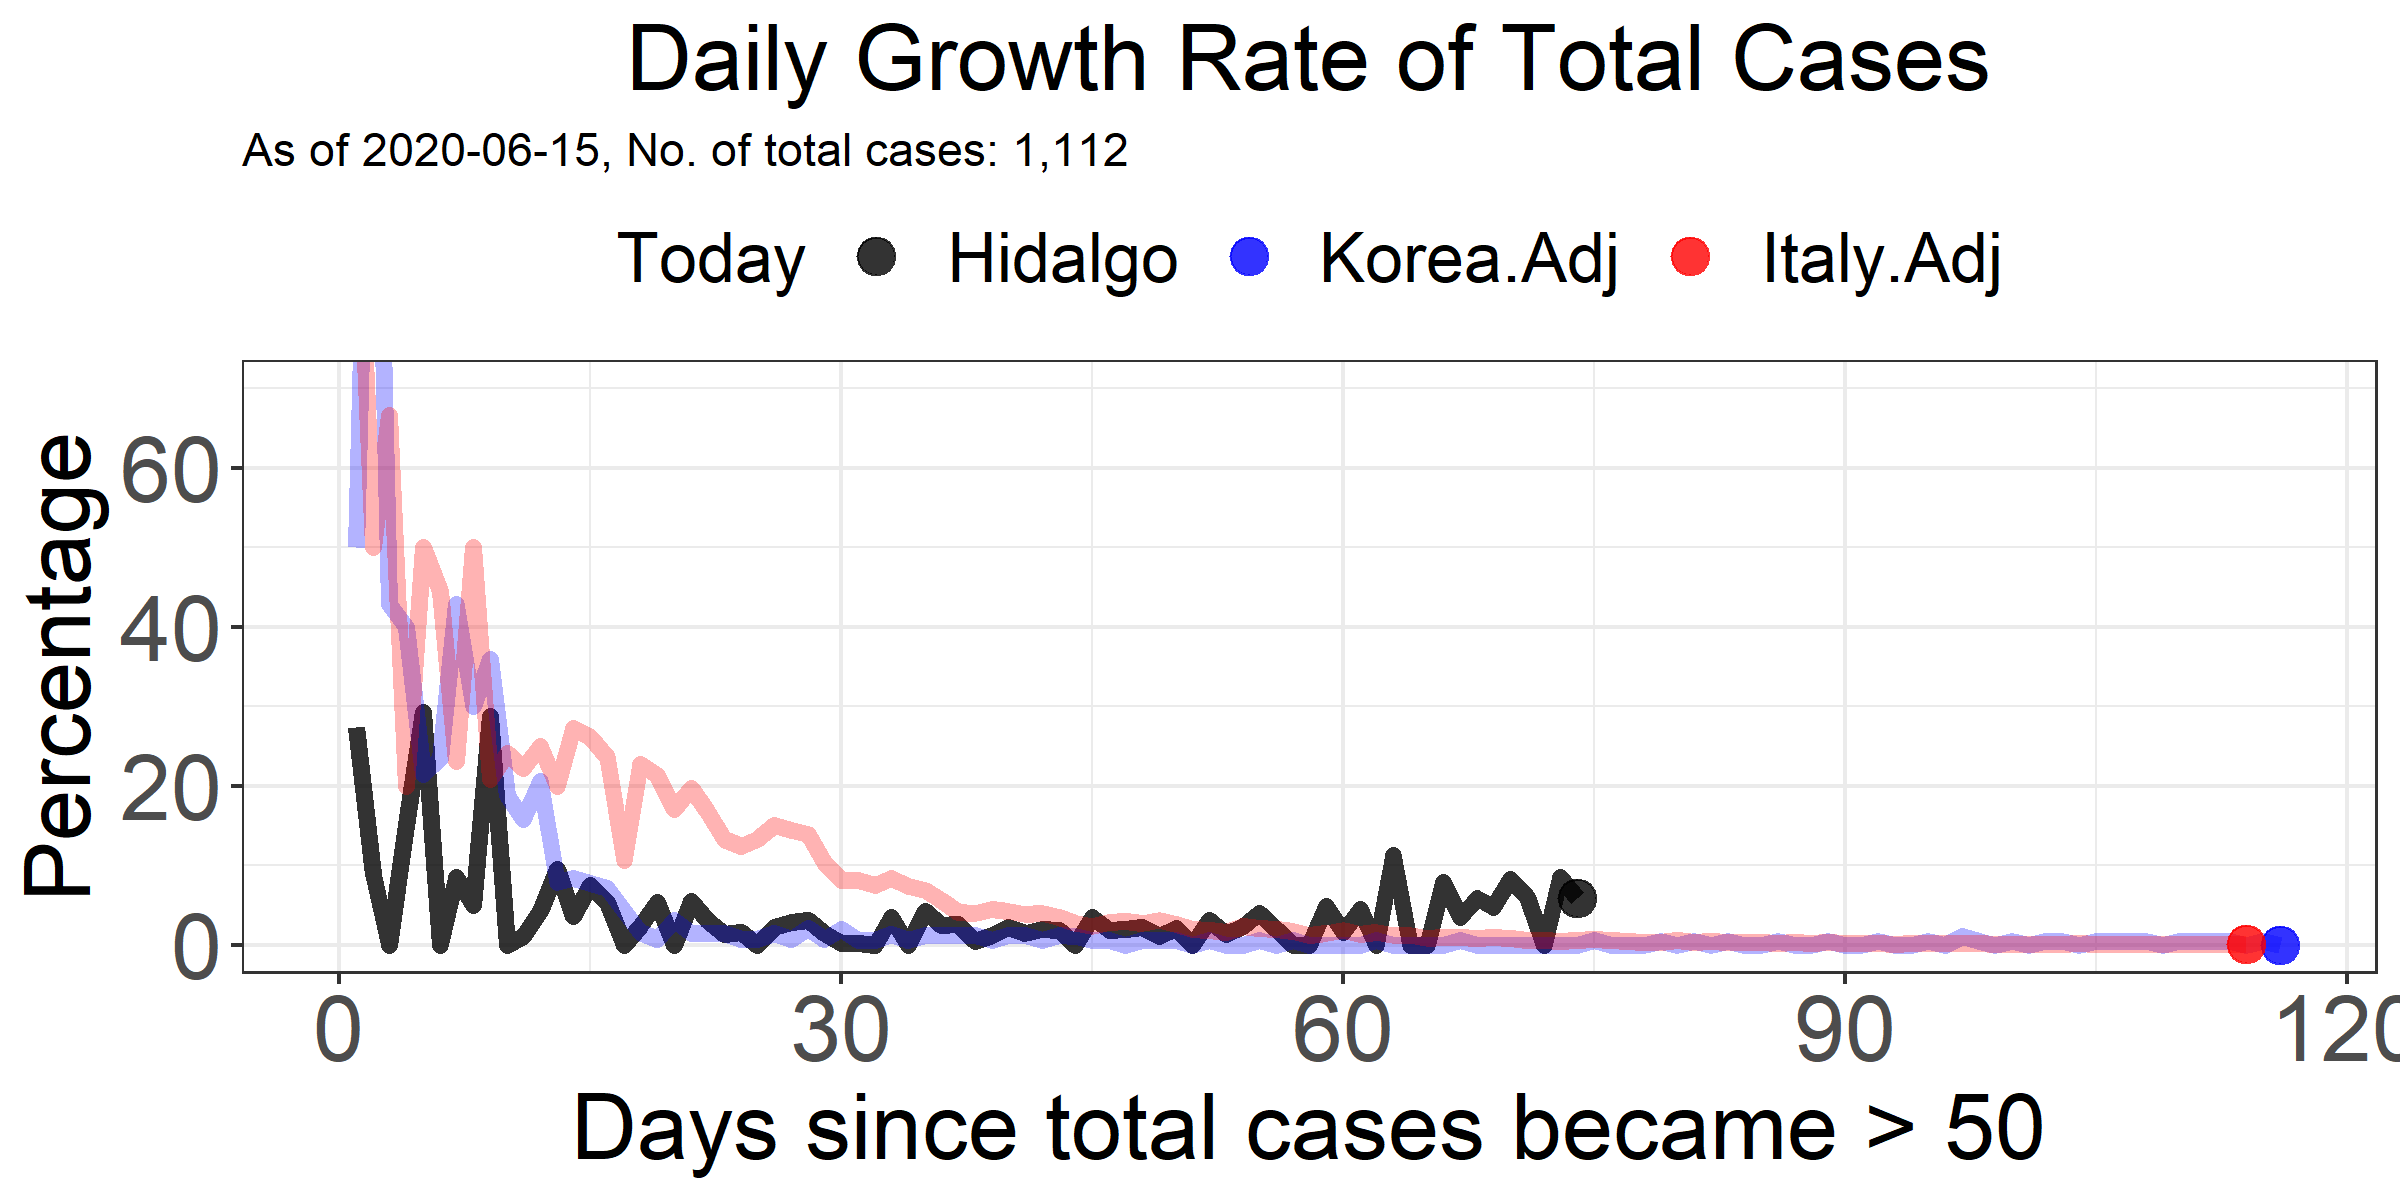 Daily Growth Rate of Total Cases
As of 2020-06-15, No. of total cases: 1,112
Today Hidalgo Korea.Adj Italy.Adj
Percentage
60
40
20
0
0 30 60 90 120
Days since total cases became > 50